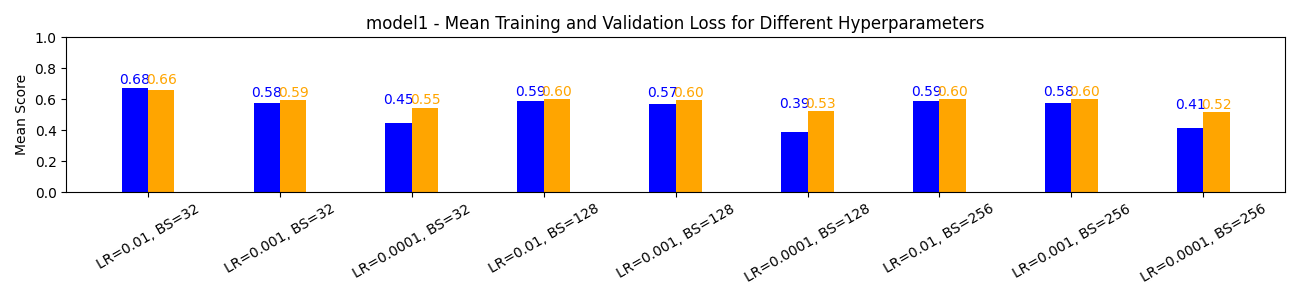 model1 - Mean Training and Validation Loss for Different Hyperparameters
Mean Score
1.0
0.8
0.6
0.4
0.2
0.0
0.68 0.66 0.58 0.59 0.45 0.55 0.59 0.60 0.57 0.60 0.39 0.53 0.59 0.60 0.58 0.60 0.41 0.52
LR=0.01, BS=32
LR=0.001, BS=32
LR=0.0001, BS=32
LR=0.01, BS=128
LR=0.001, BS=128
LR=0.0001, BS=128
LR=0.01, BS=256
LR=0.001, BS=256
LR=0.0001, BS=256